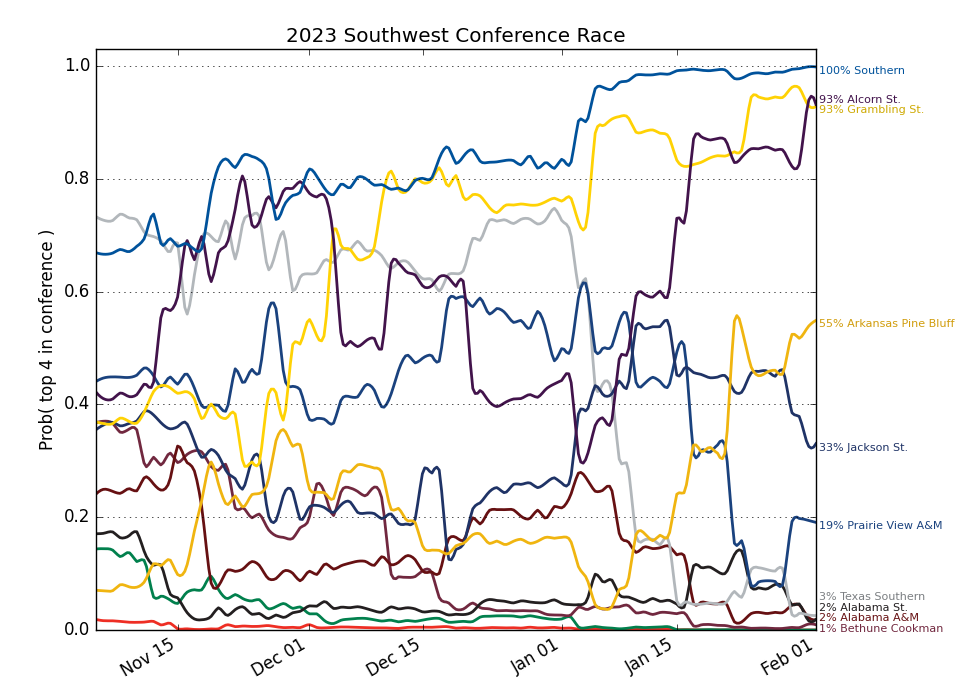 2023 Southwest Conference Race
Prob( top 4 in conference )
1.0
0.8
0.6
0.4
0.2
0.0
Nov 15
Dec 01
Dec 15
Jan 01
Jan 15
Feb 01
100% Southern
93% Alcorn St.
93% Grambling St.
55% Arkansas Pine Bluff
33% Jackson St.
19% Prairie View A&M
3% Texas Southern
2% Alabama St.
2% Alabama A&M
1% Bethune Cookman